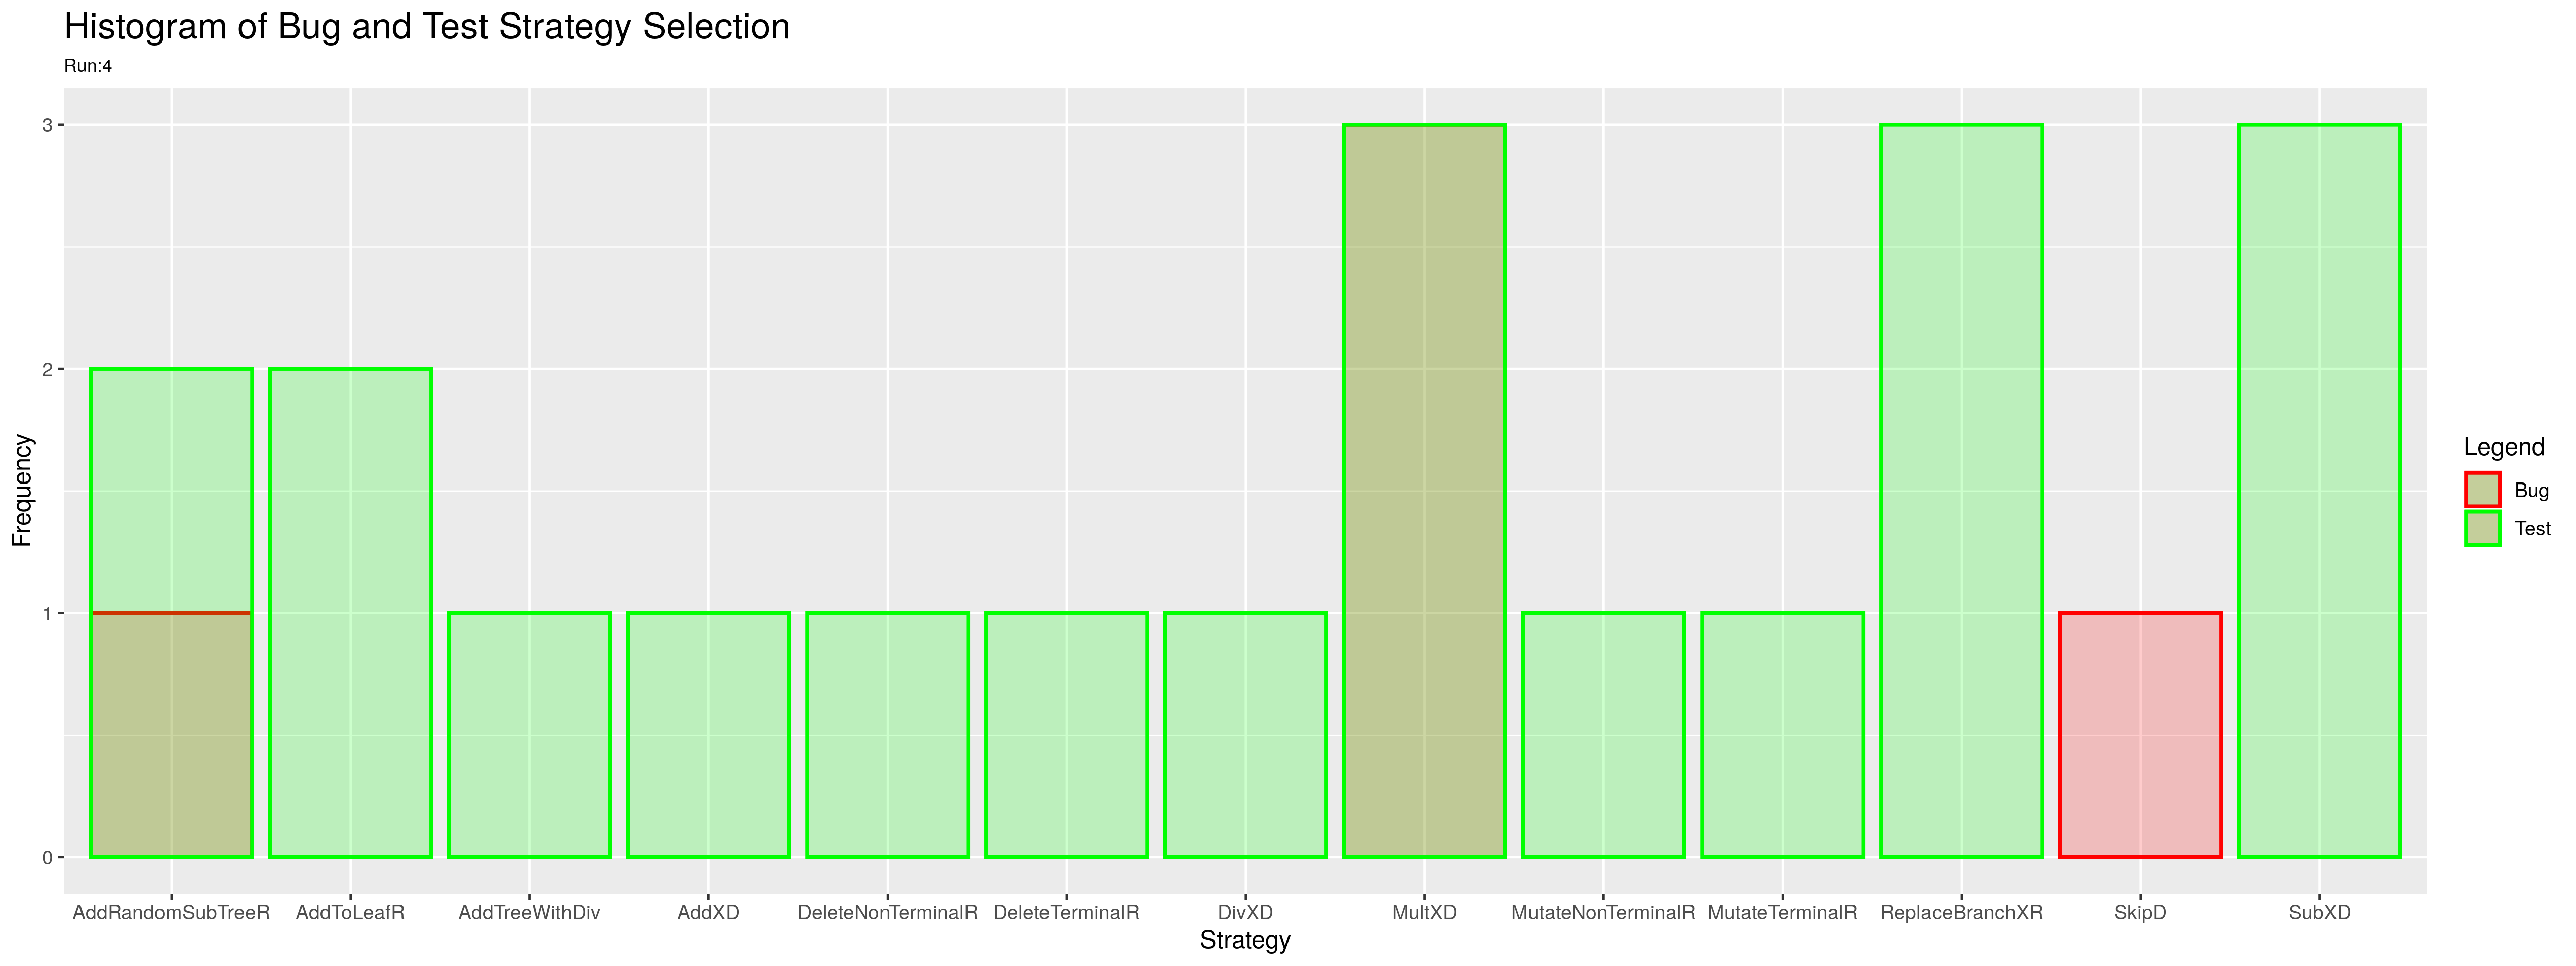 Histogram of Bug and Test Strategy Selection
Run:4
Frequency
3
2
1
0
AddRandomSubTreeR AddToLeafR AddTreeWithDiv AddXD DeleteNonTerminalR DeleteTerminalR DivXD MultXD MutateNonTerminalR MutateTerminalR ReplaceBranchXR SkipD SubXD
Strategy
Legend
Bug
Test